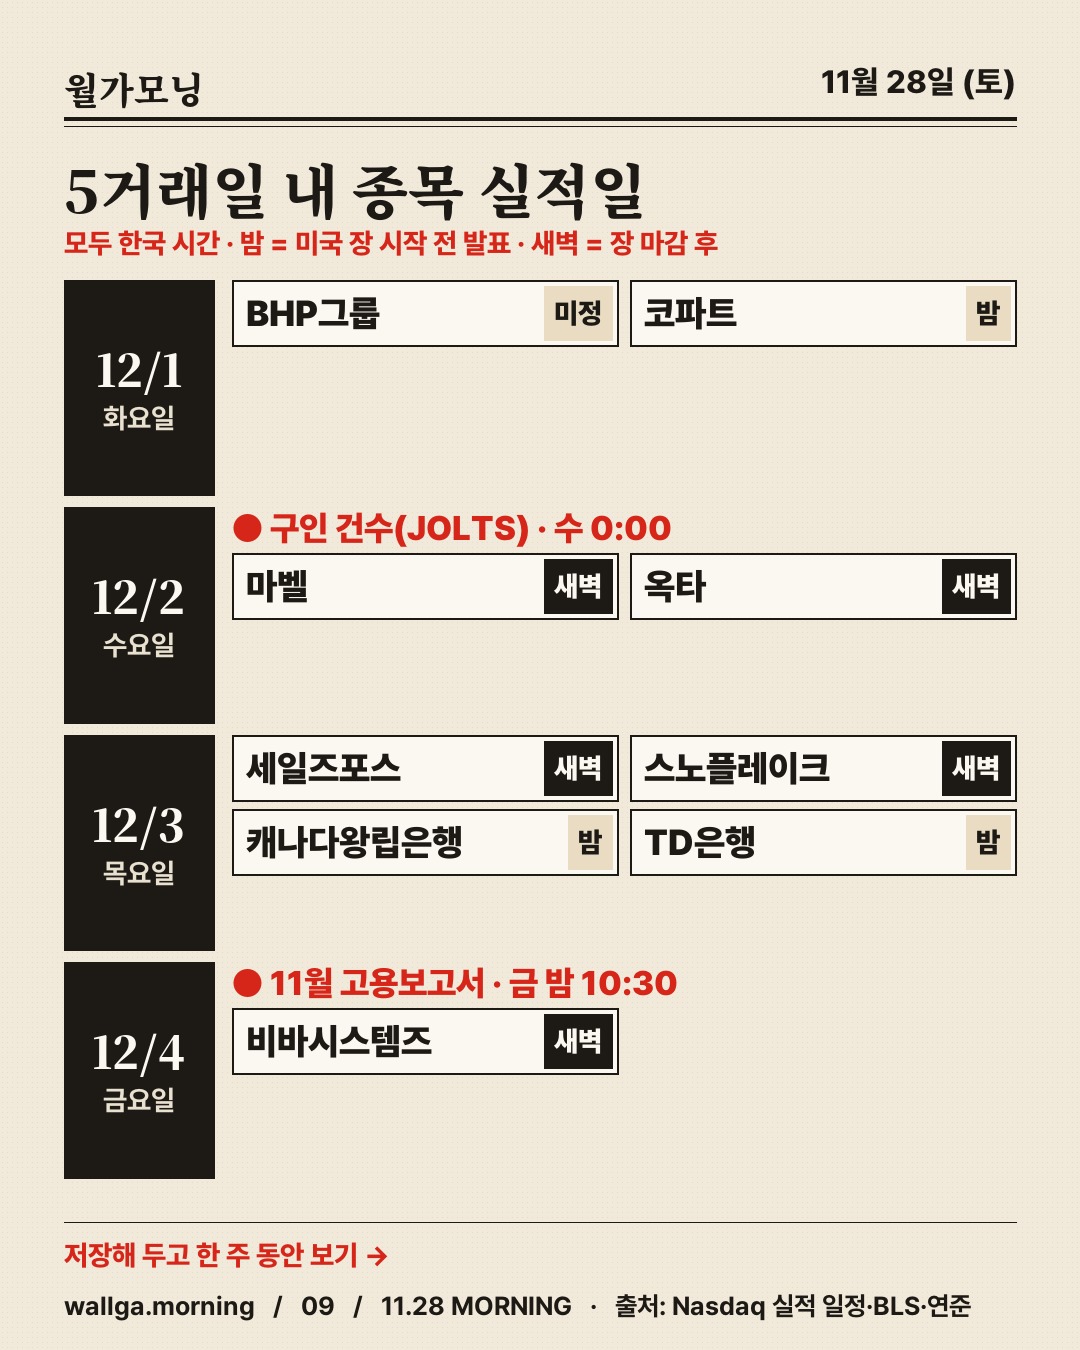 월가모닝
11월 28일 (토)
5거래일 내 종목 실적일
모두 한국 시간 · 밤 = 미국 장 시작 전 발표 · 새벽 = 장 마감 후
12/1
화요일
BHP그룹 미정
코파트 밤
12/2
수요일
● 구인 건수(JOLTS) · 수 0:00
마벨 새벽
옥타 새벽
12/3
목요일
세일즈포스 새벽
스노플레이크 새벽
캐나다왕립은행 밤
TD은행 밤
12/4
금요일
● 11월 고용보고서 · 금 밤 10:30
비바시스템즈 새벽
저장해 두고 한 주 동안 보기 →
wallga.morning / 09 / 11.28 MORNING · 출처: Nasdaq 실적 일정·BLS·연준